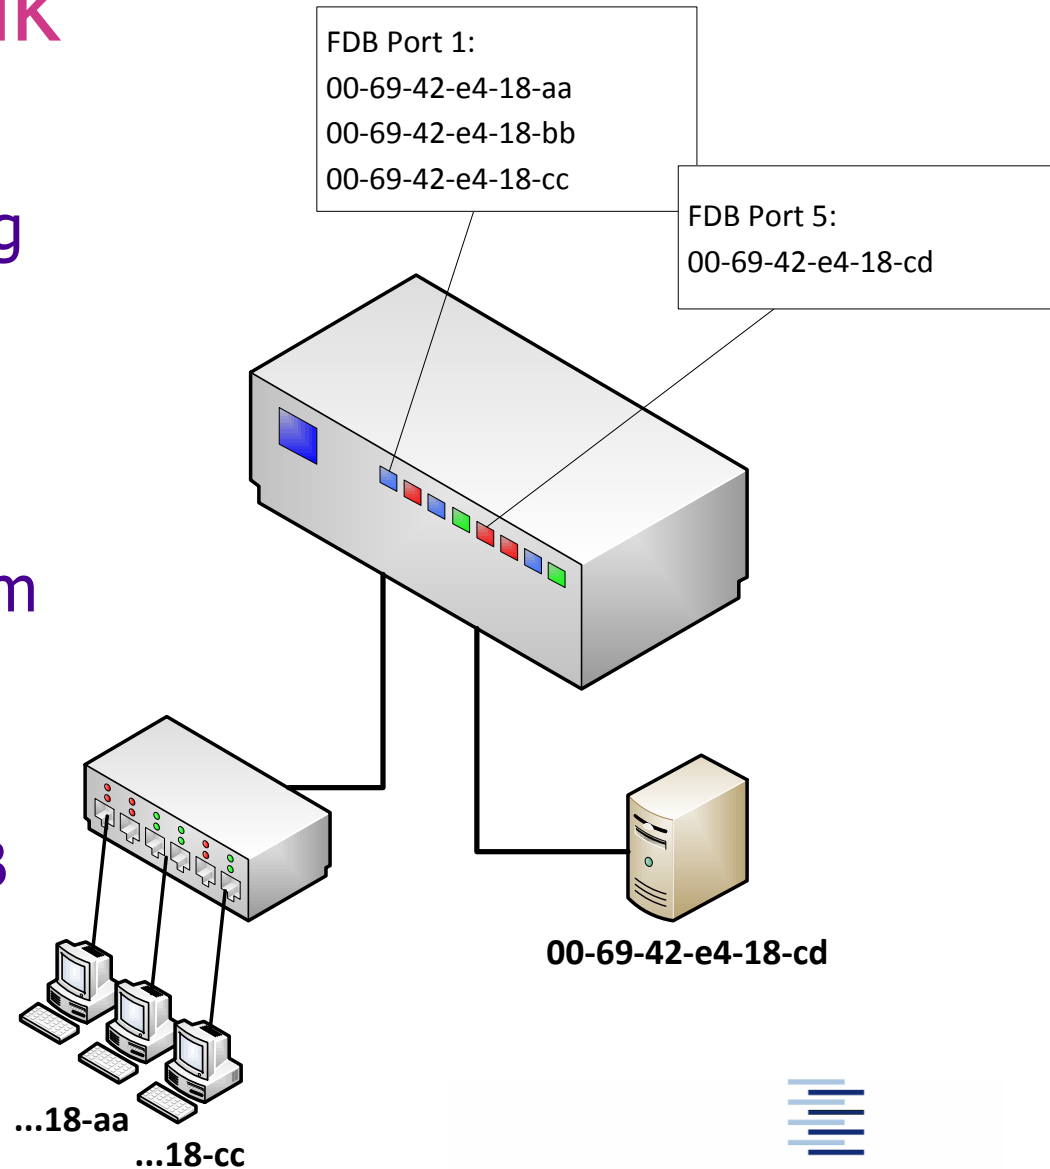 FDB Port 1:
00-69-42-e4-18-aa
00-69-42-e4-18-bb
00-69-42-e4-18-cc
g
FDB Port 5:
00-69-42-e4-18-cd
m
00-69-42-e4-18-cd
...18-aa
...18-cc